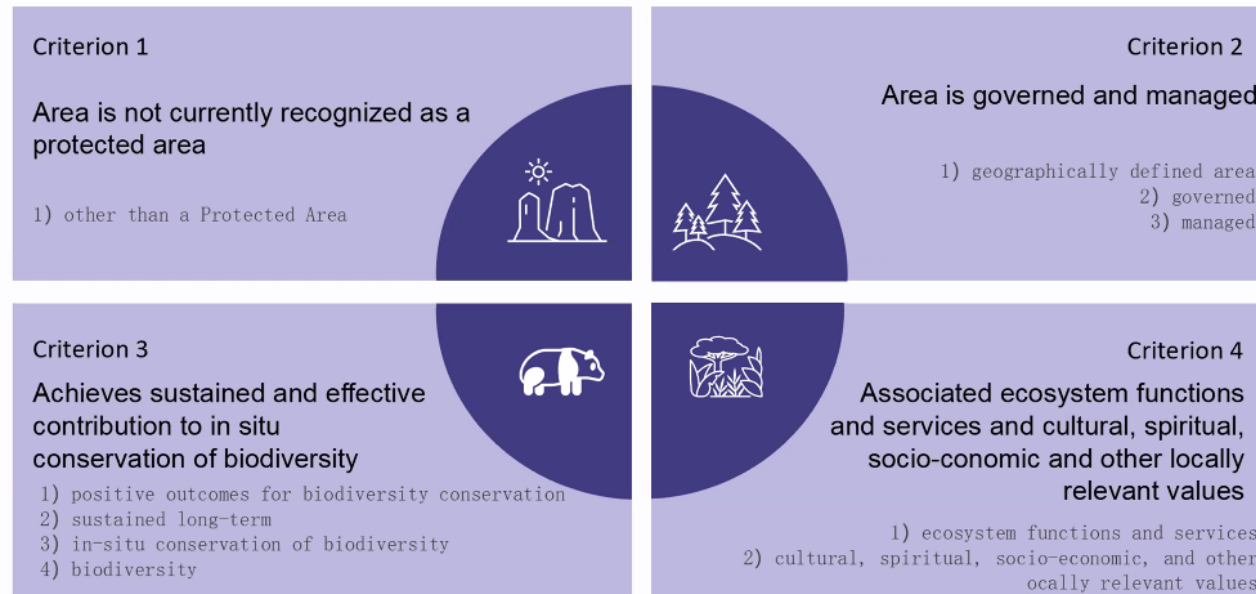 Criterion 1
Area is not currently recognized as a
protected area
1) other than a Protected Area
Criterion 2
Area is governed and managed
1) geographically defined area
2) governed
3) managed
Criterion 3
Achieves sustained and effective
contribution to in situ
conservation of biodiversity
1) positive outcomes for biodiversity conservation
2) sustained long-term
3) in-situ conservation of biodiversity
4) biodiversity
Criterion 4
Associated ecosystem functions
and services and cultural, spiritual,
socio-conomic and other locally
relevant values
1) ecosystem functions and services
2) cultural, spiritual, socio-economic, and other
ocally relevant values